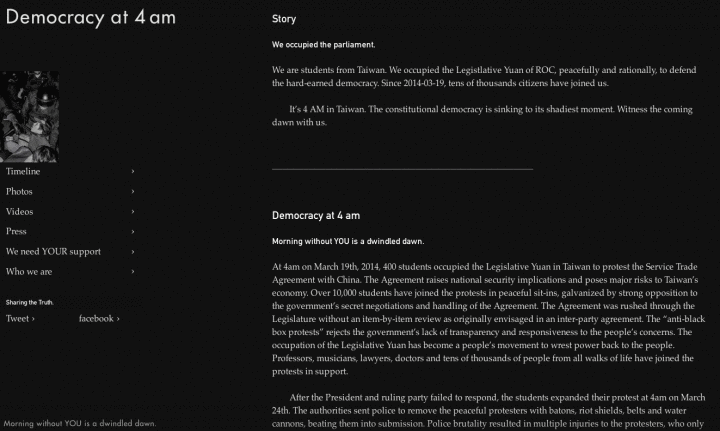 Democracy at 4 am
Timeline ›
Photos ›
Videos ›
Press ›
We need YOUR support ›
Who we are ›
Sharing the Truth.
Tweet › facebook ›
Morning without YOU is a dwindled dawn.
Story
We occupied the parliament.
We are students from Taiwan. We occupied the Legistlative Yuan of ROC, peacefully and rationally, to defend
the hard-earned democracy. Since 2014-03-19, tens of thousands citizens have joined us.
It's 4 AM in Taiwan. The constitutional democracy is sinking to its shadiest moment. Witness the coming
dawn with us.
Democracy at 4 am
Morning without YOU is a dwindled dawn.
At 4am on March 19th, 2014, 400 students occupied the Legislative Yuan in Taiwan to protest the Service Trade
Agreement with China. The Agreement raises national security implications and poses major risks to Taiwan's
economy. Over 10,000 students have joined the protests in peaceful sit-ins, galvanized by strong opposition to
the government's secret negotiations and handling of the Agreement. The Agreement was rushed through the
Legislature without an item-by-item review as originally envisaged in an inter-party agreement. The “anti-black
box protests” rejects the government's lack of transparency and responsiveness to the people's concerns. The
occupation of the Legislative Yuan has become a people's movement to wrest power back to the people.
Professors, musicians, lawyers, doctors and tens of thousands of people from all walks of life have joined the
protests in support.
After the President and ruling party failed to respond, the students expanded their protest at 4am on March
24th. The authorities sent police to remove the peaceful protesters with batons, riot shields, belts and water
cannons, beating them into submission. Police brutality resulted in multiple injuries to the protesters, who only